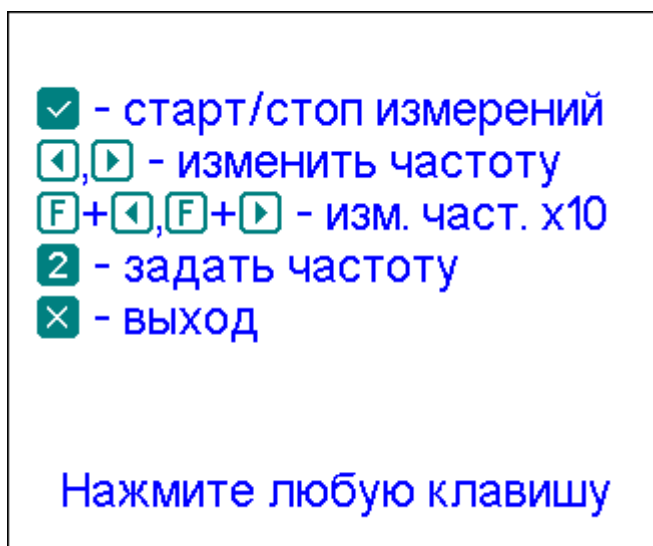 ✓ - старт/стоп измерений
◀,▶ - изменить частоту
F+◀,F+▶ - изм. част. x10
2 - задать частоту
✕ - выход
Нажмите любую клавишу